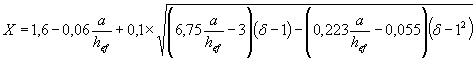 X = 1,6 − 0,06 a/h_ef + 0,1 × √((6,75 a/h_ef − 3)(δ − 1) − (0,223 a/h_ef − 0,055)(δ − 1²))